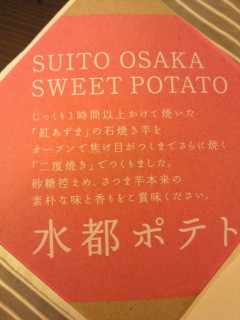 SUITO OSAKA
SWEET POTATO
じっくり1時間以上かけて焼いた
「紅あずま」の石焼き芋を
オーブンで焦げ目がつくまでさらに焼く
「二度焼き」でつくりました。
砂糖控えめ、さつま芋本来の
素朴な味と香りをご賞味ください。
水都ポテト